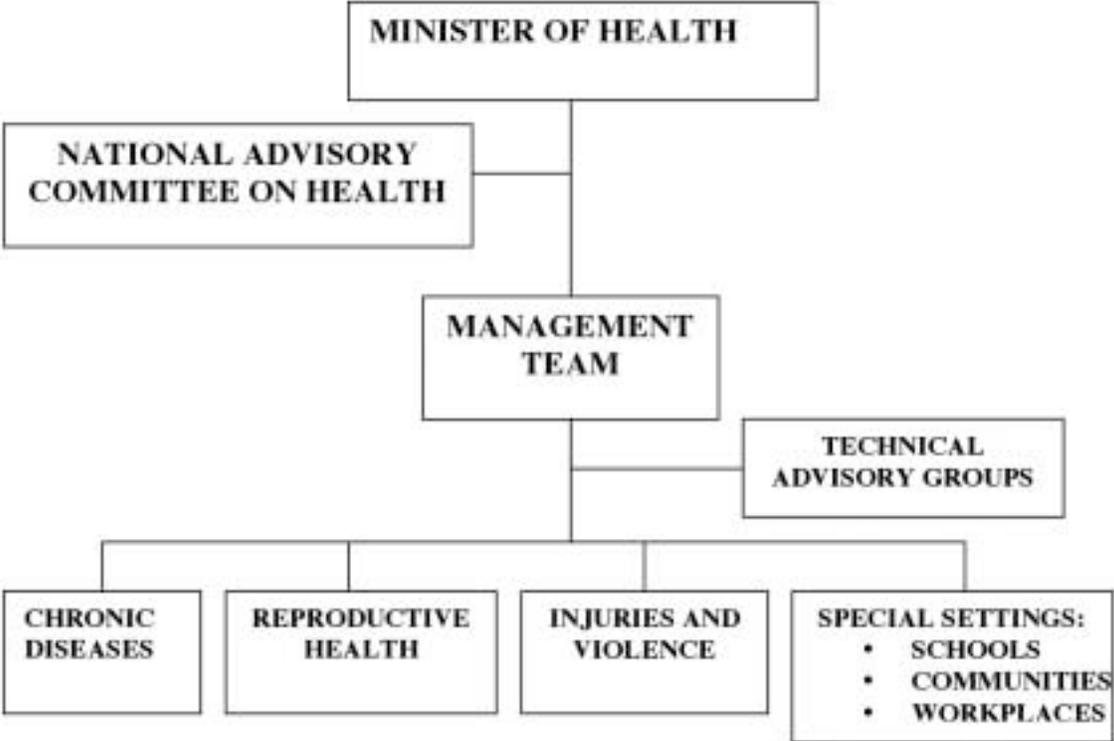 MINISTER OF HEALTH
NATIONAL ADVISORY
COMMITTEE ON HEALTH
MANAGEMENT
TEAM
TECHNICAL
ADVISORY GROUPS
CHRONIC
DISEASES
REPRODUCTIVE
HEALTH
INJURIES AND
VIOLENCE
SPECIAL SETTINGS:
• SCHOOLS
• COMMUNITIES
• WORKPLACES